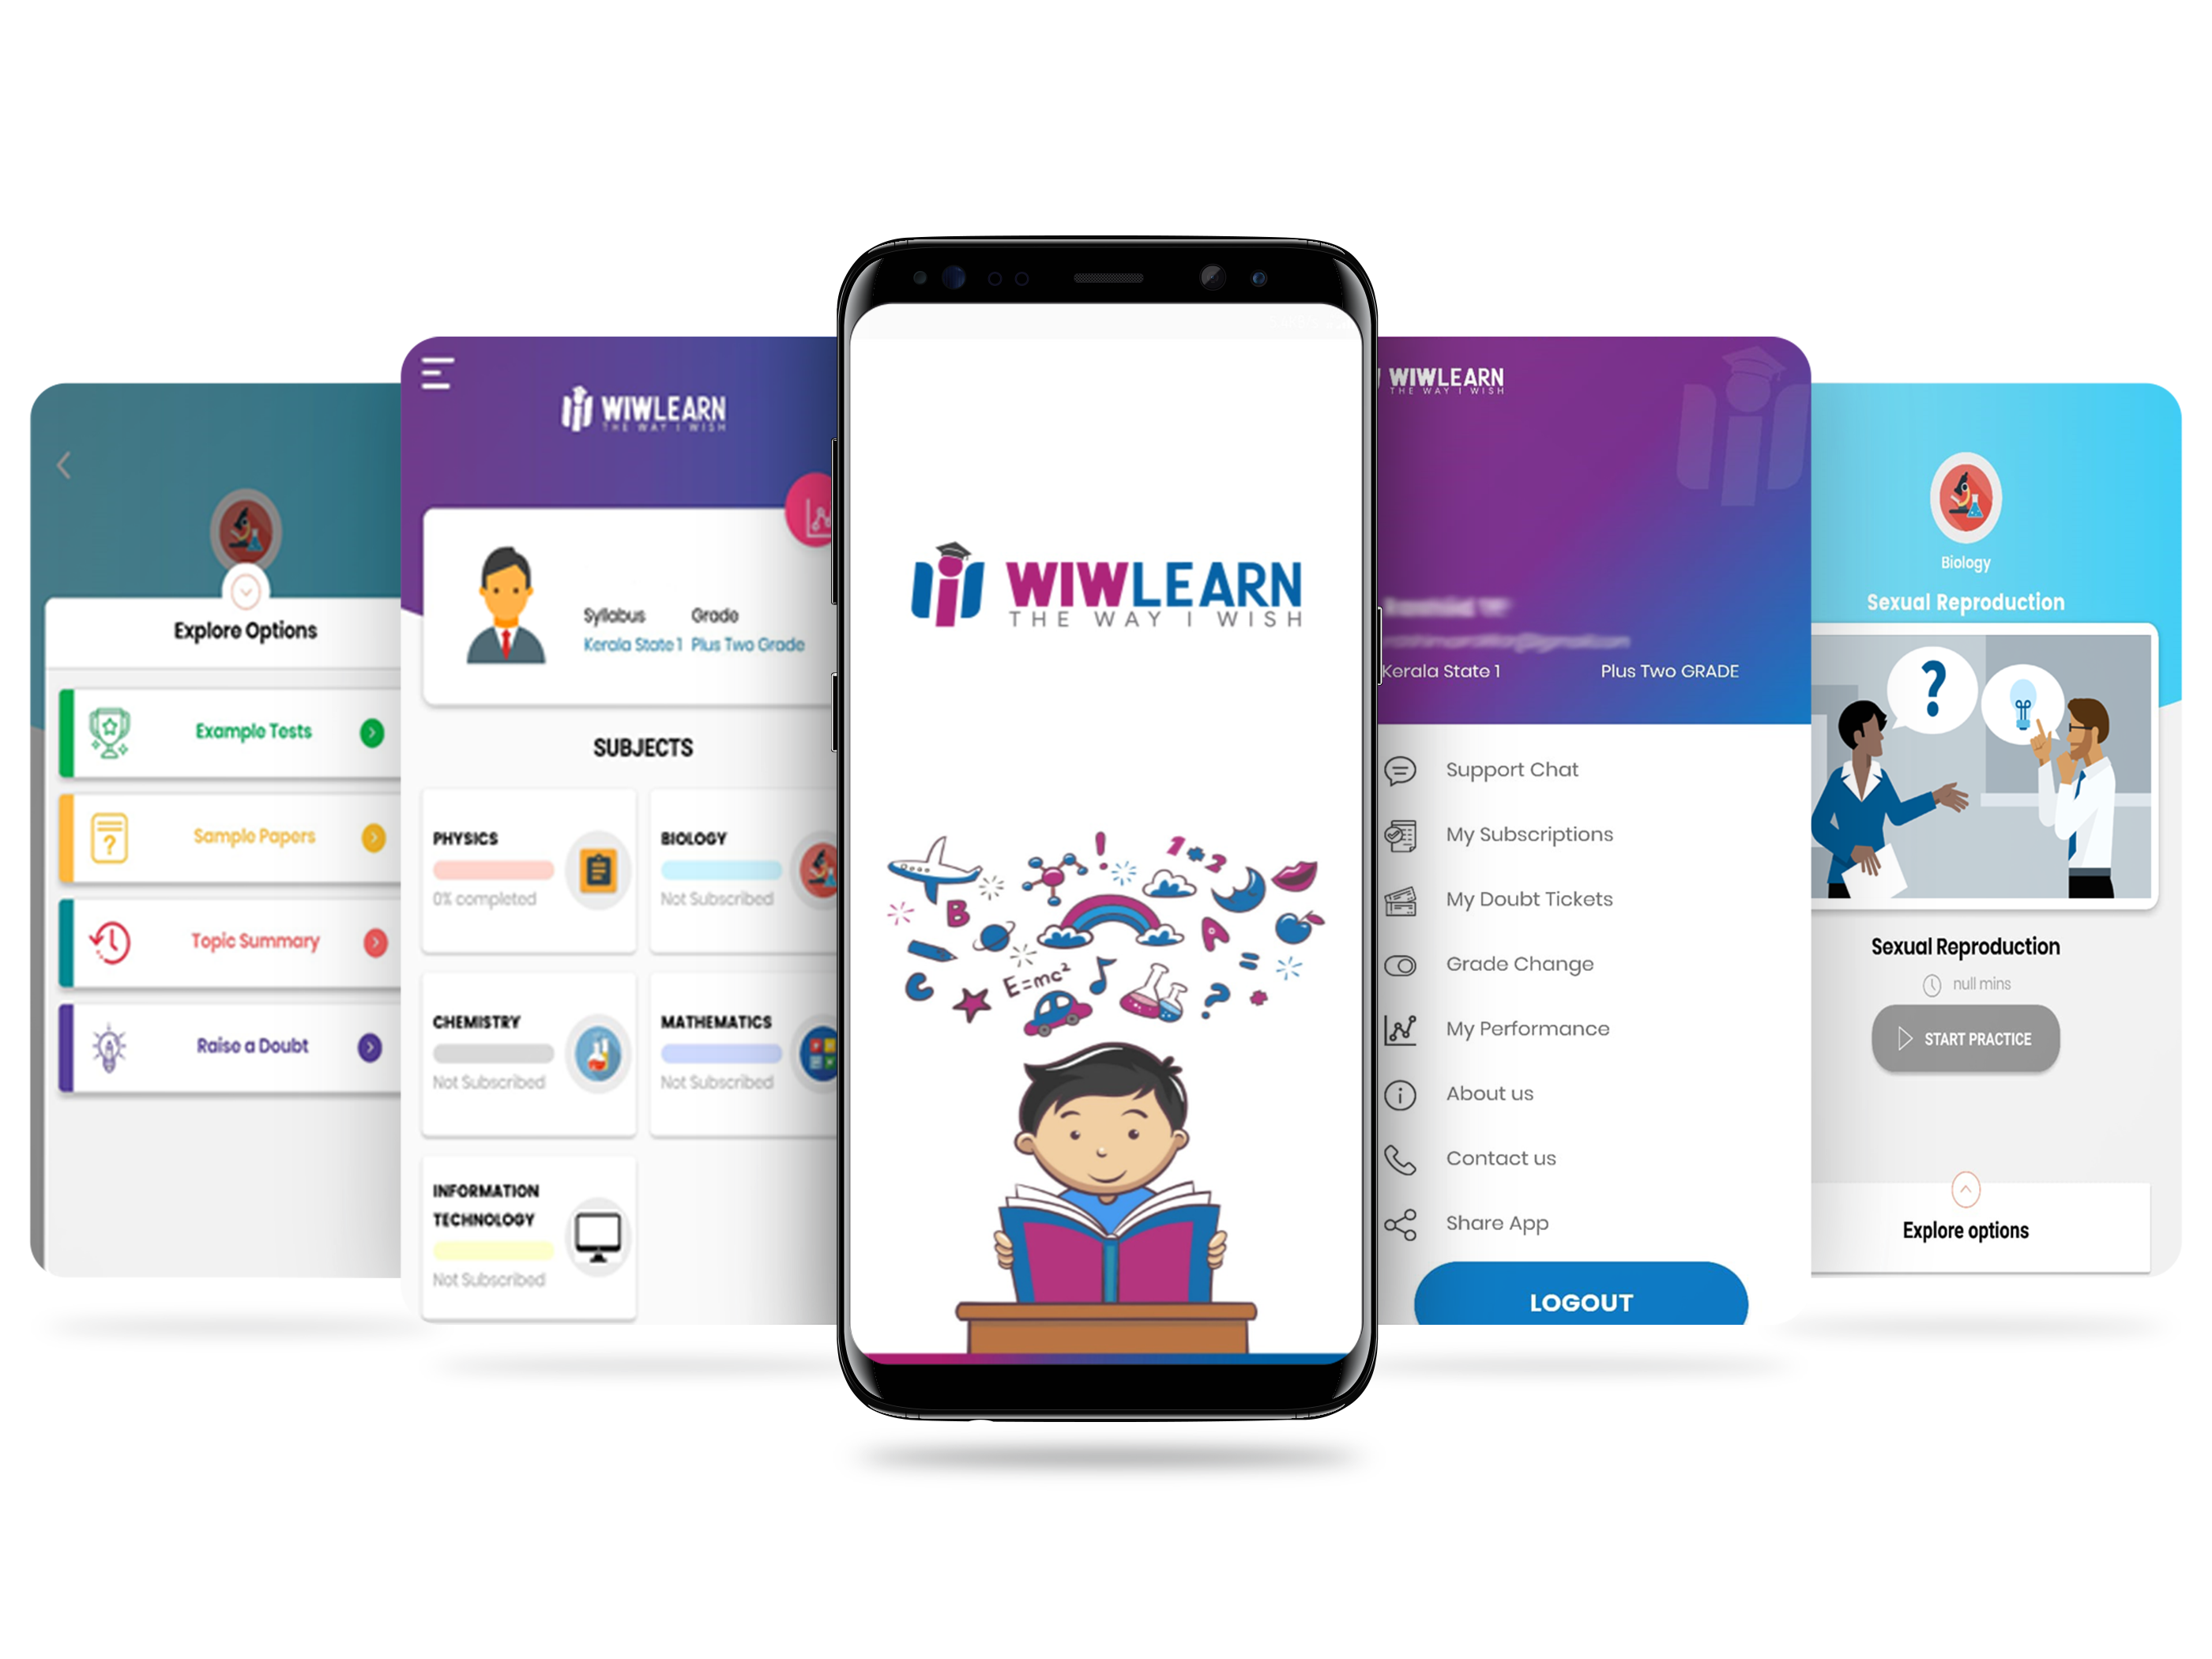 Explore Options
Example Tests
Sample Papers
Topic Summary
Raise a Doubt
WIWLEARN
THE WAY I WISH
Syllabus Grade
Kerala State 1 Plus Two Grade
SUBJECTS
PHYSICS
0% completed
BIOLOGY
Not Subscribed
CHEMISTRY
Not Subscribed
MATHEMATICS
Not Subscribed
INFORMATION
TECHNOLOGY
Not Subscribed
WIWLEARN
THE WAY I WISH
! 1+2
B
A
C E=mc² = ?
WIWLEARN
THE WAY I WISH
Kerala State 1 Plus Two GRADE
Support Chat
My Subscriptions
My Doubt Tickets
Grade Change
My Performance
About us
Contact us
Share App
LOGOUT
Biology
Sexual Reproduction
?
Sexual Reproduction
null mins
START PRACTICE
Explore options